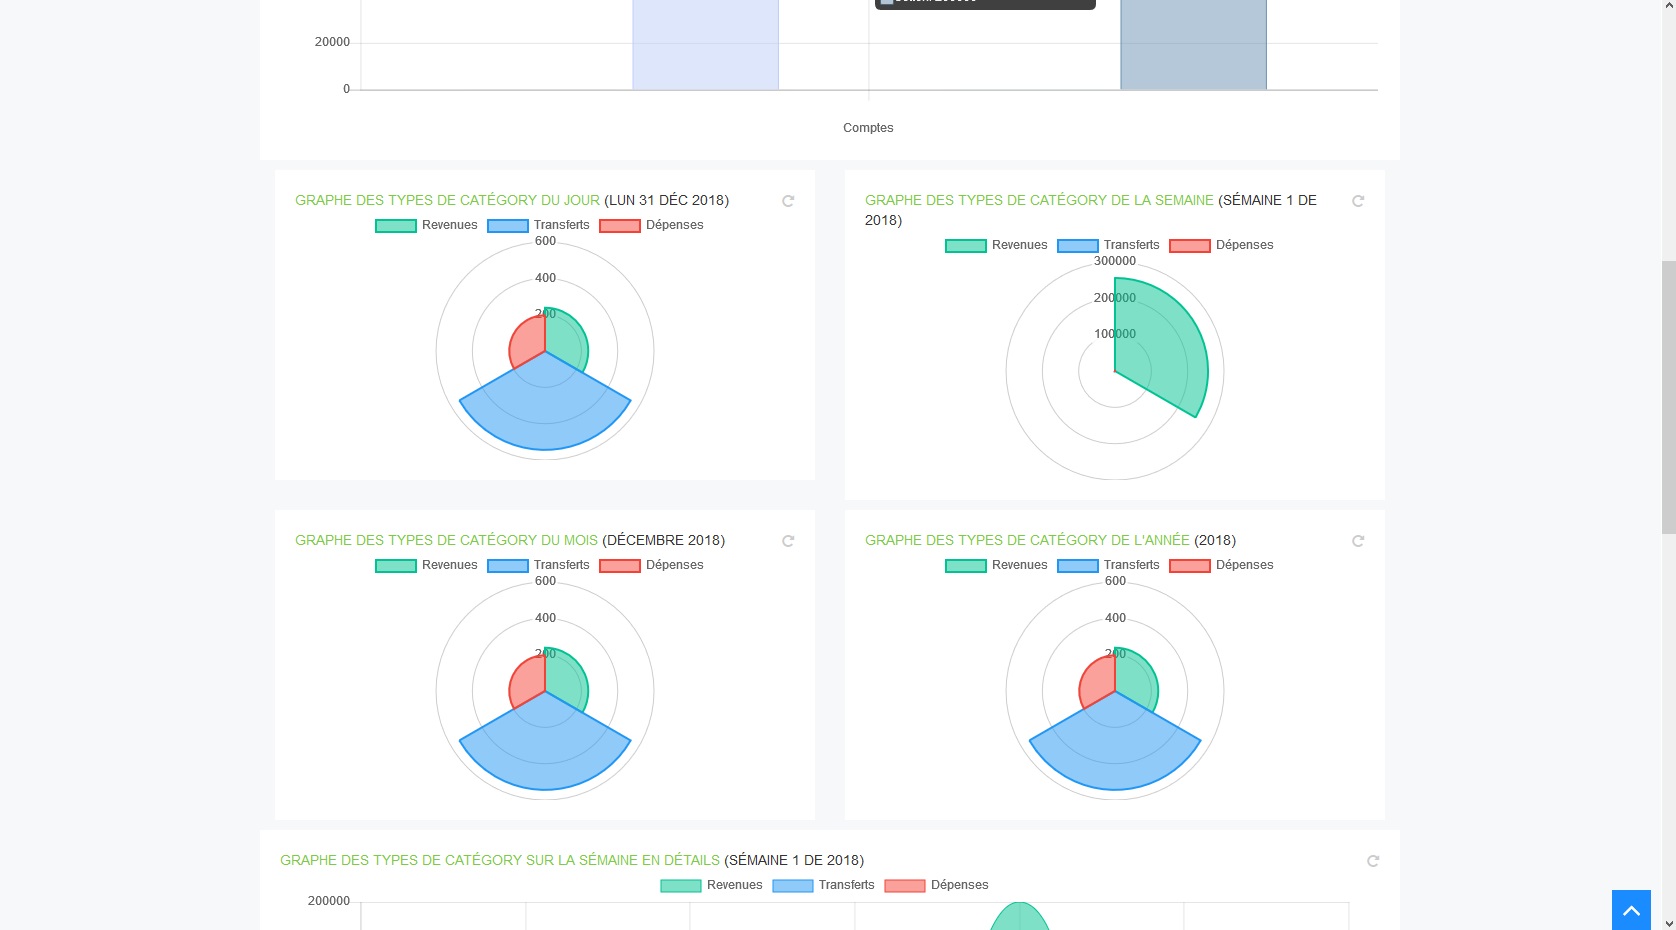 20000
0
Comptes
GRAPHE DES TYPES DE CATÉGORY DU JOUR (LUN 31 DÉC 2018)
Revenues Transferts Dépenses
600
400
200
GRAPHE DES TYPES DE CATÉGORY DE LA SEMAINE (SÉMAINE 1 DE
2018)
Revenues Transferts Dépenses
300000
200000
100000
GRAPHE DES TYPES DE CATÉGORY DU MOIS (DÉCEMBRE 2018)
Revenues Transferts Dépenses
600
400
200
GRAPHE DES TYPES DE CATÉGORY DE L'ANNÉE (2018)
Revenues Transferts Dépenses
600
400
200
GRAPHE DES TYPES DE CATÉGORY SUR LA SÉMAINE EN DÉTAILS (SÉMAINE 1 DE 2018)
Revenues Transferts Dépenses
200000